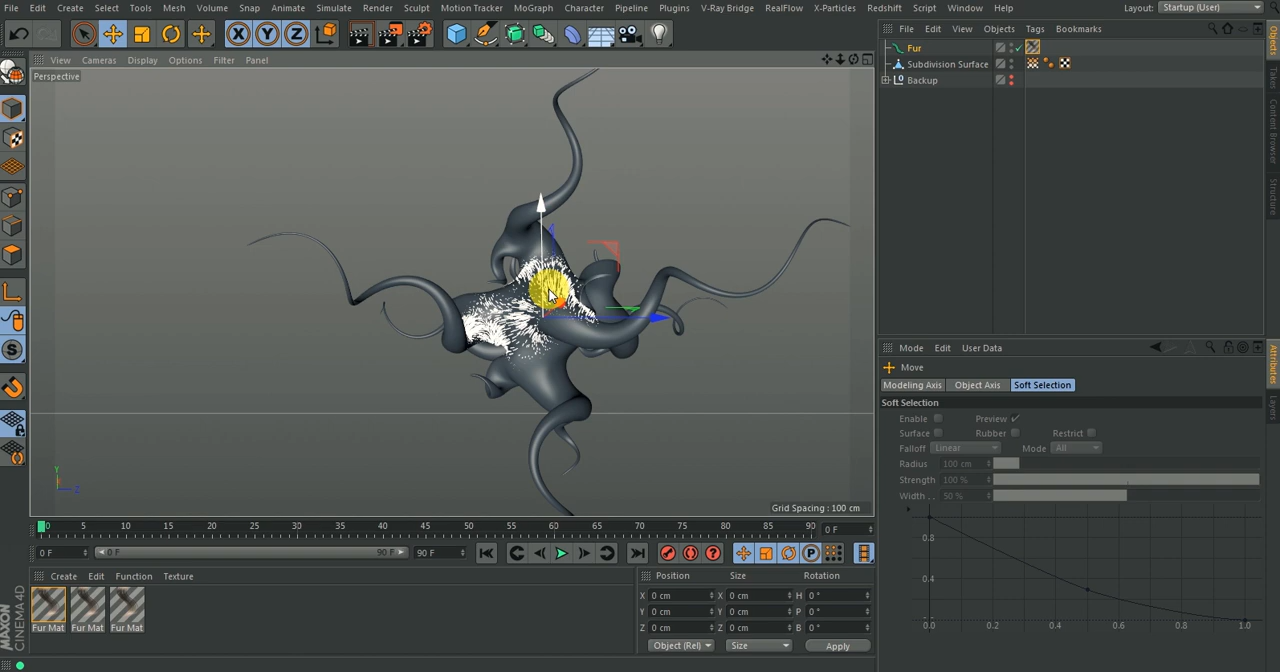 File Edit Create Select Tools Mesh Volume Snap Animate Simulate Render Sculpt Motion Tracker MoGraph Character Pipeline Plugins V-Ray Bridge RealFlow X-Particles Redshift Script Window Help Layout: Startup (User)
File Edit View Objects Tags Bookmarks
Fur
Subdivision Surface
Backup
Objects
Takes
Content Browser
Structure
View Cameras Display Options Filter Panel
Perspective
X Y Z
S
Y
Z
Grid Spacing : 100 cm
Mode Edit User Data
Move
Modeling Axis Object Axis Soft Selection
Soft Selection
Enable Preview
Surface Rubber Restrict
Falloff Linear Mode All
Radius 100 cm
Strength 100 %
Width . . 50 %
0.8
0.4
0.0 0.2 0.4 0.6 0.8 1.0
Attributes
Layers
0 5 10 15 20 25 30 35 40 45 50 55 60 65 70 75 80 85 90 0 F
0 F 0 F 90 F 90 F
P
Create Edit Function Texture
Fur Mat Fur Mat Fur Mat
Position Size Rotation
X 0 cm X 0 cm H 0 °
Y 0 cm Y 0 cm P 0 °
Z 0 cm Z 0 cm B 0 °
Object (Rel) Size Apply
MAXON
CINEMA 4D